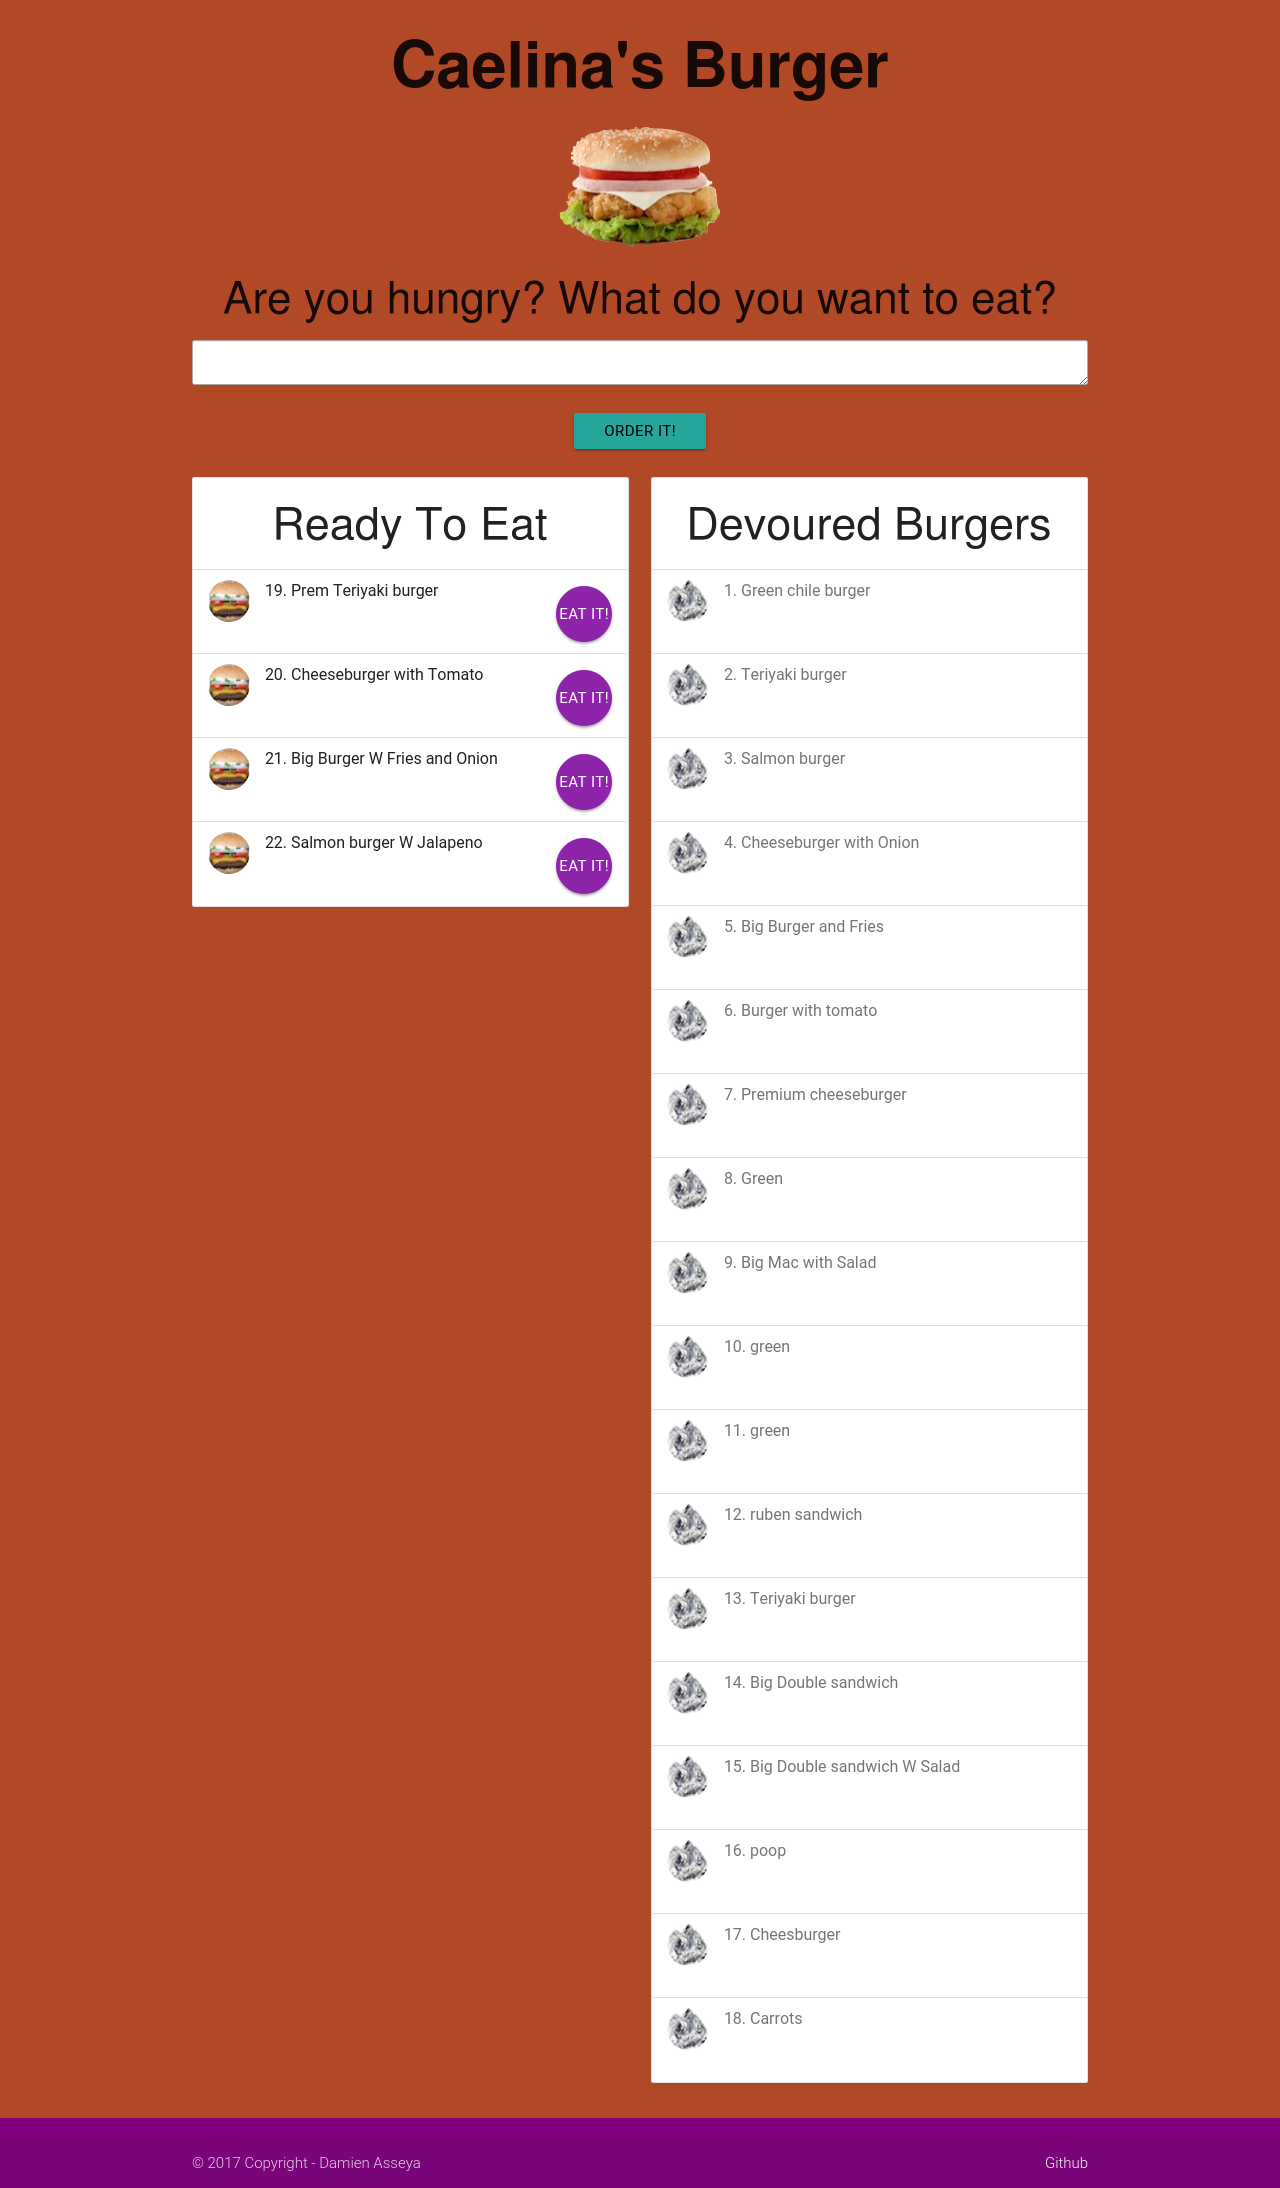 Caelina's Burger
Are you hungry? What do you want to eat?
ORDER IT!
Ready To Eat
19. Prem Teriyaki burger
EAT IT!
20. Cheeseburger with Tomato
EAT IT!
21. Big Burger W Fries and Onion
EAT IT!
22. Salmon burger W Jalapeno
EAT IT!
Devoured Burgers
1. Green chile burger
2. Teriyaki burger
3. Salmon burger
4. Cheeseburger with Onion
5. Big Burger and Fries
6. Burger with tomato
7. Premium cheeseburger
8. Green
9. Big Mac with Salad
10. green
11. green
12. ruben sandwich
13. Teriyaki burger
14. Big Double sandwich
15. Big Double sandwich W Salad
16. poop
17. Cheesburger
18. Carrots
© 2017 Copyright - Damien Asseya
Github